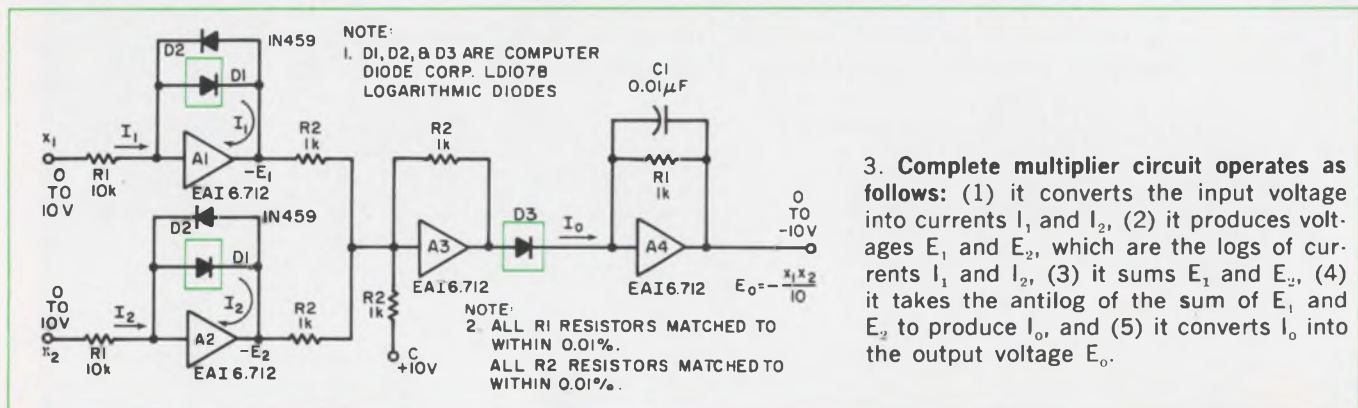 NOTE:
1. D1, D2, & D3 ARE COMPUTER
DIODE CORP. LD107B
LOGARITHMIC DIODES
D2
IN459
D1
I₁
I₁
x₁
0
TO
10V
R1
10k
A1
-E₁
EAI 6.712
R2
1k
D2
IN459
D1
I₂
I₂
0
TO
10V
x₂
R1
10k
A2
-E₂
EAI 6.712
R2
1k
R2
1k
A3
EAI 6.712
R2
1k
C
+10V
D3
I₀
C1
0.01µF
R1
1k
A4
EAI 6.712
0
TO
-10V
E₀=-x₁x₂/10
NOTE:
2. ALL R1 RESISTORS MATCHED TO
WITHIN 0.01%.
ALL R2 RESISTORS MATCHED TO
WITHIN 0.01%.
3. Complete multiplier circuit operates as
follows: (1) it converts the input voltage
into currents I₁ and I₂, (2) it produces volt-
ages E₁ and E₂, which are the logs of cur-
rents I₁ and I₂, (3) it sums E₁ and E₂, (4)
it takes the antilog of the sum of E₁ and
E₂ to produce I₀, and (5) it converts I₀ into
the output voltage E₀.